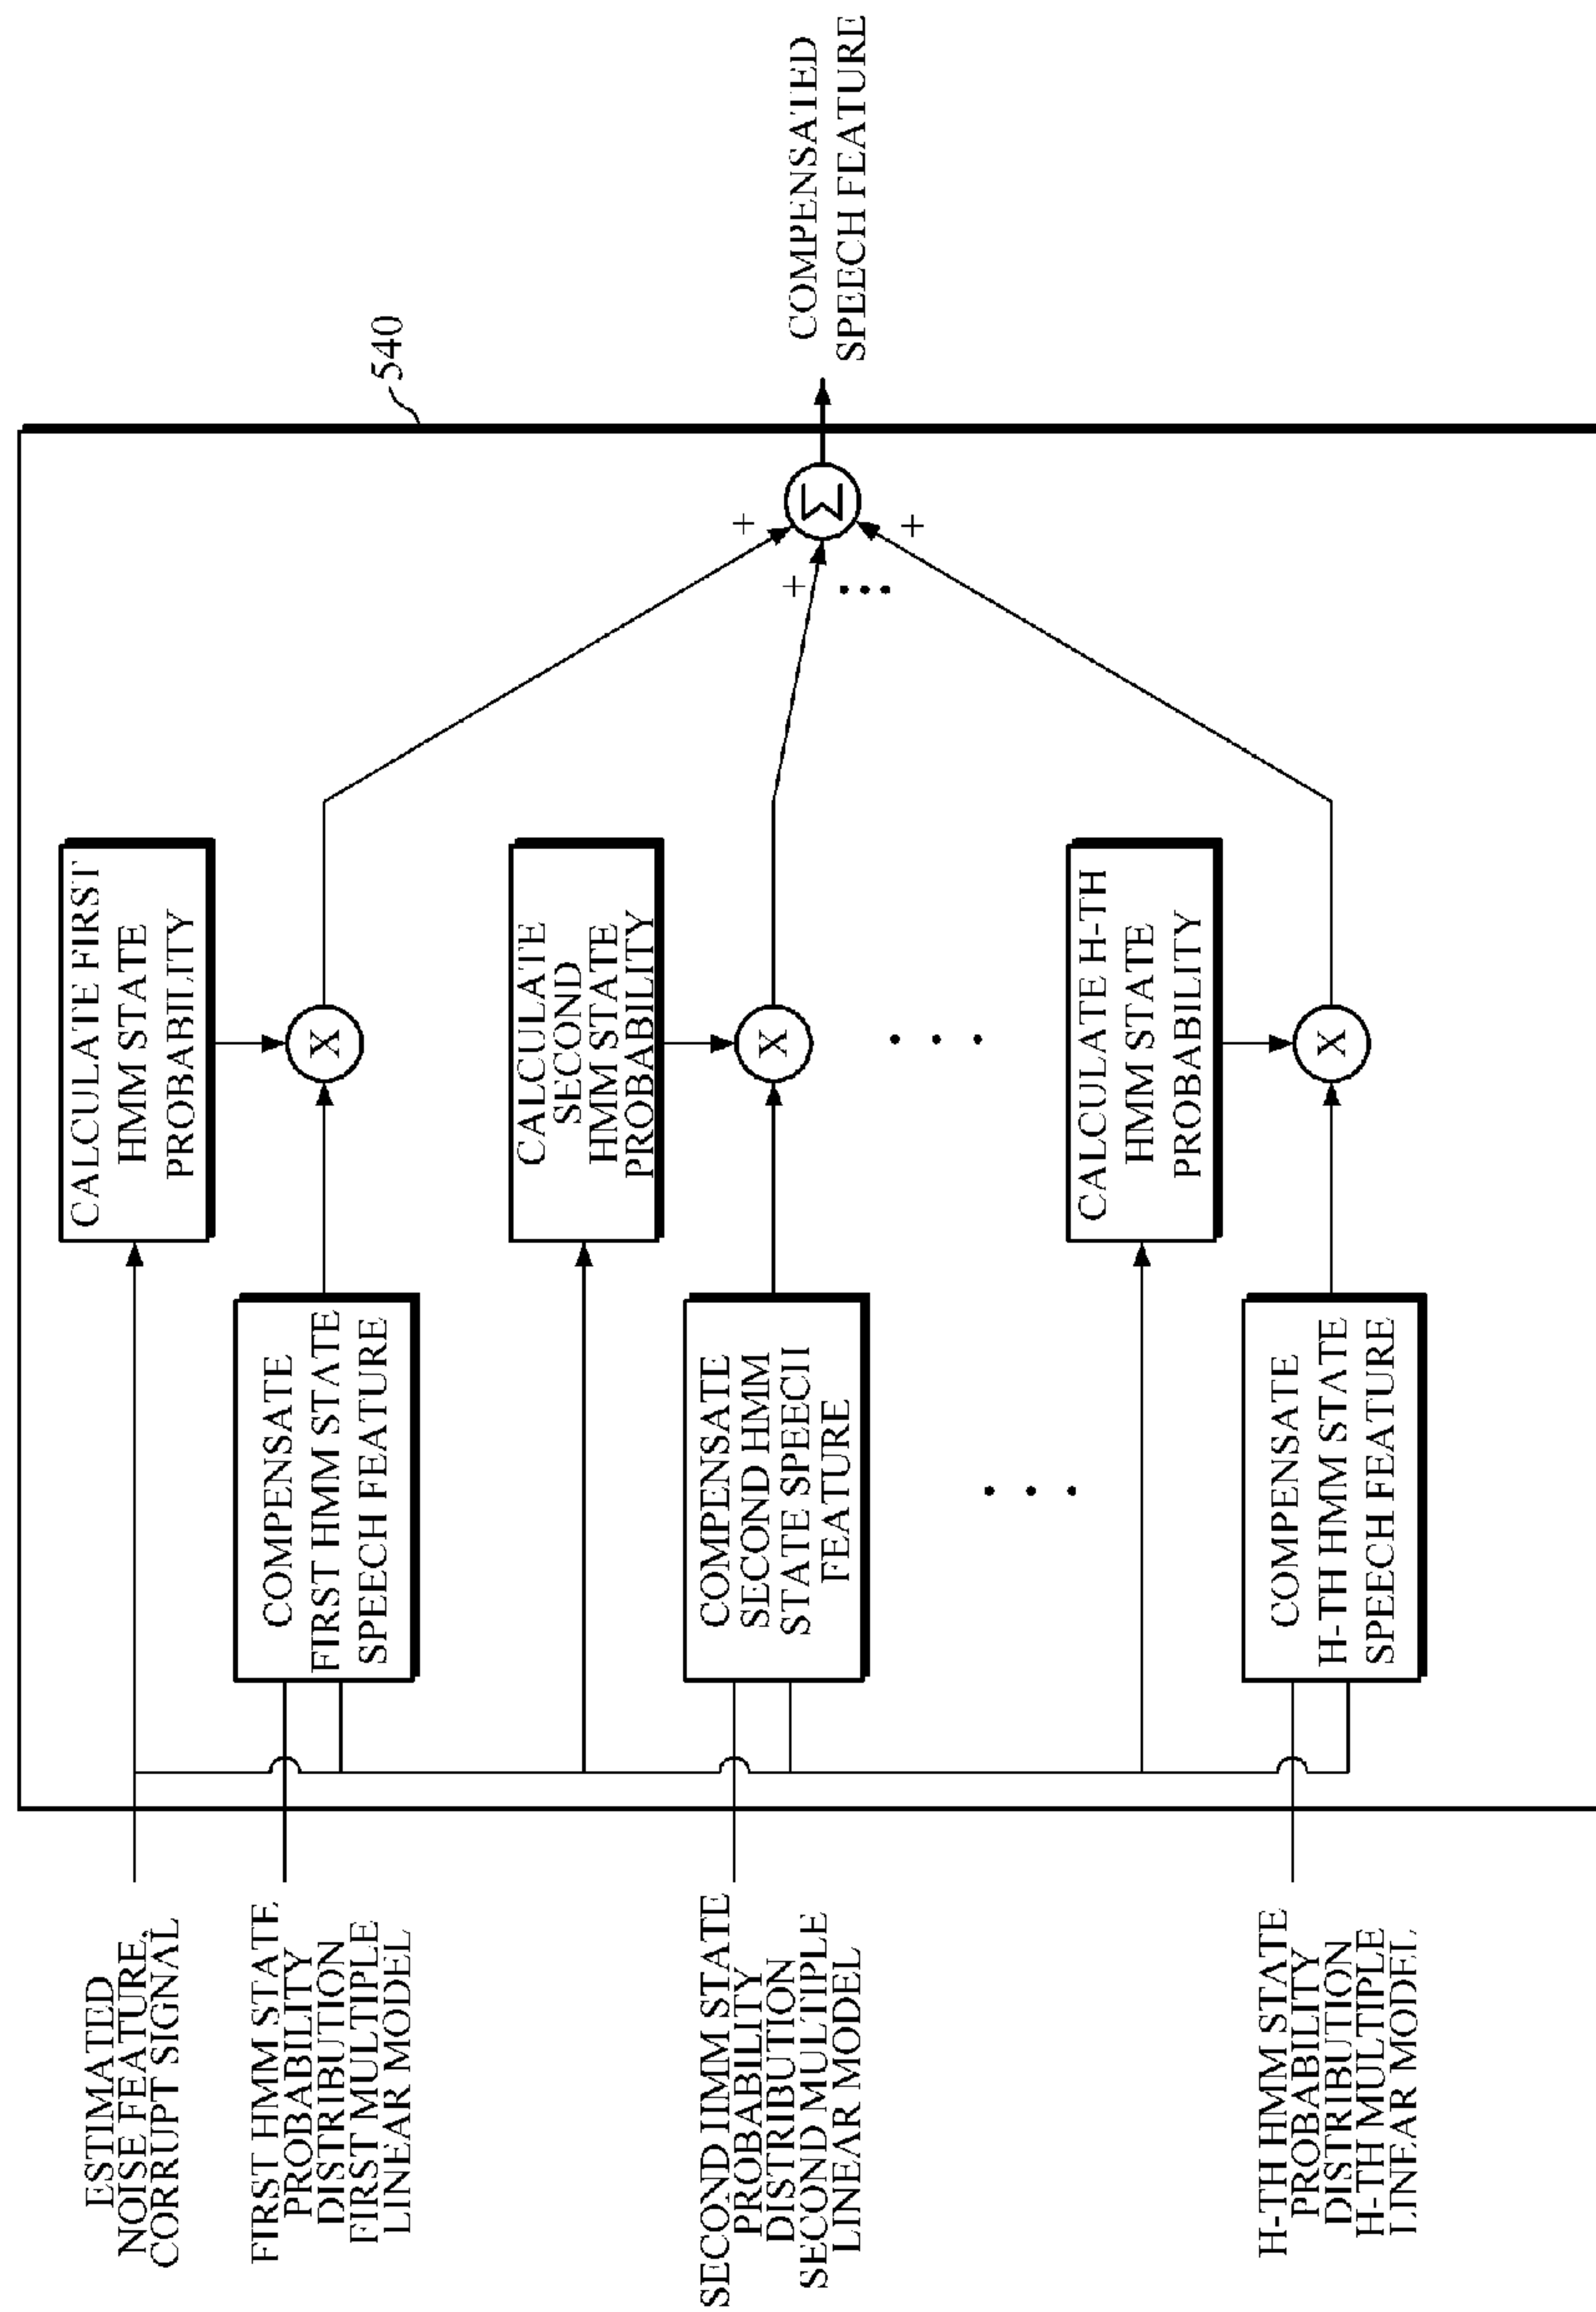 ESTIMATED
NOISE FEATURE,
CORRUPT SIGNAL
FIRST HMM STATE
PROBABILITY
DISTRIBUTION
FIRST MULTIPLE
LINEAR MODEL
SECOND HMM STATE
PROBABILITY
DISTRIBUTION
SECOND MULTIPLE
LINEAR MODEL
H-TH HMM STATE
PROBABILITY
DISTRIBUTION
H-TH MULTIPLE
LINEAR MODEL
COMPENSATE
FIRST HMM STATE
SPEECH FEATURE
COMPENSATE
SECOND HMM
STATE SPEECH
FEATURE
• • •
COMPENSATE
H-TH HMM STATE
SPEECH FEATURE
CALCULATE FIRST
HMM STATE
PROBABILITY
X
CALCULATE
SECOND
HMM STATE
PROBABILITY
X
• • •
CALCULATE H-TH
HMM STATE
PROBABILITY
X
+
+
•••
+
Σ
540
COMPENSATED
SPEECH FEATURE